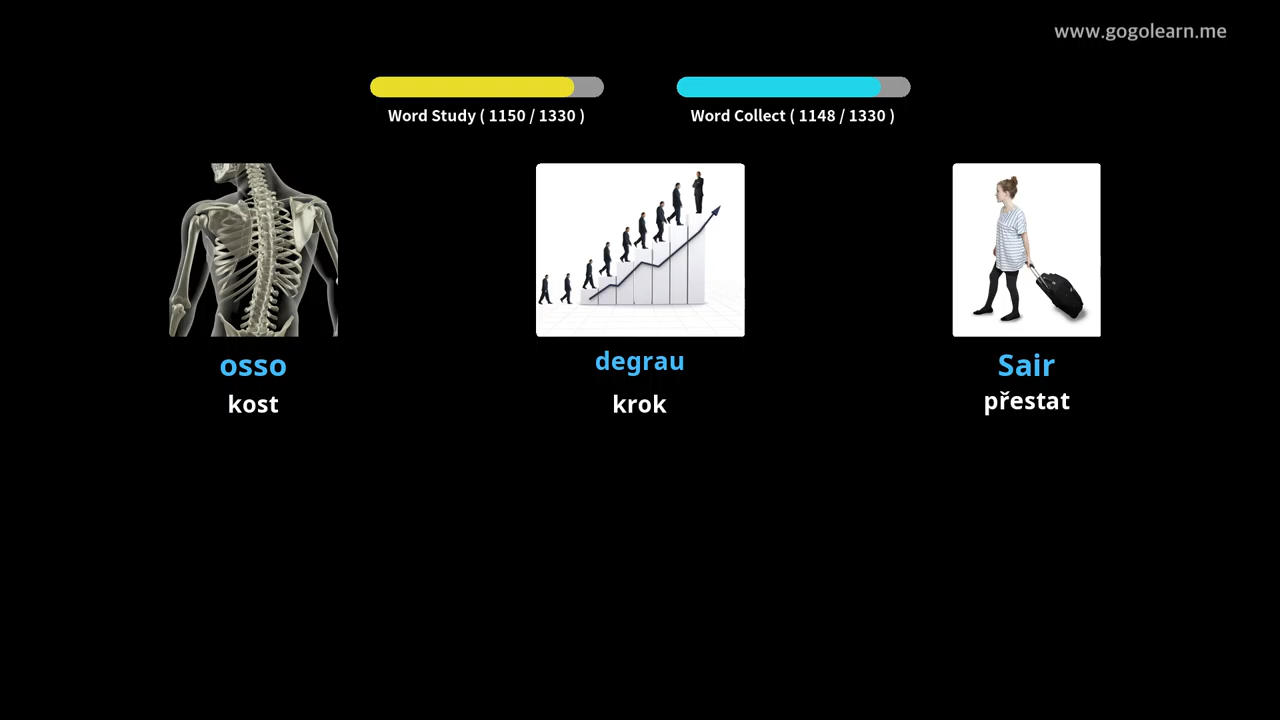 www.gogolearn.me
Word Study ( 1150 / 1330 )
Word Collect ( 1148 / 1330 )
osso
degrau
Sair
kost
krok
přestat